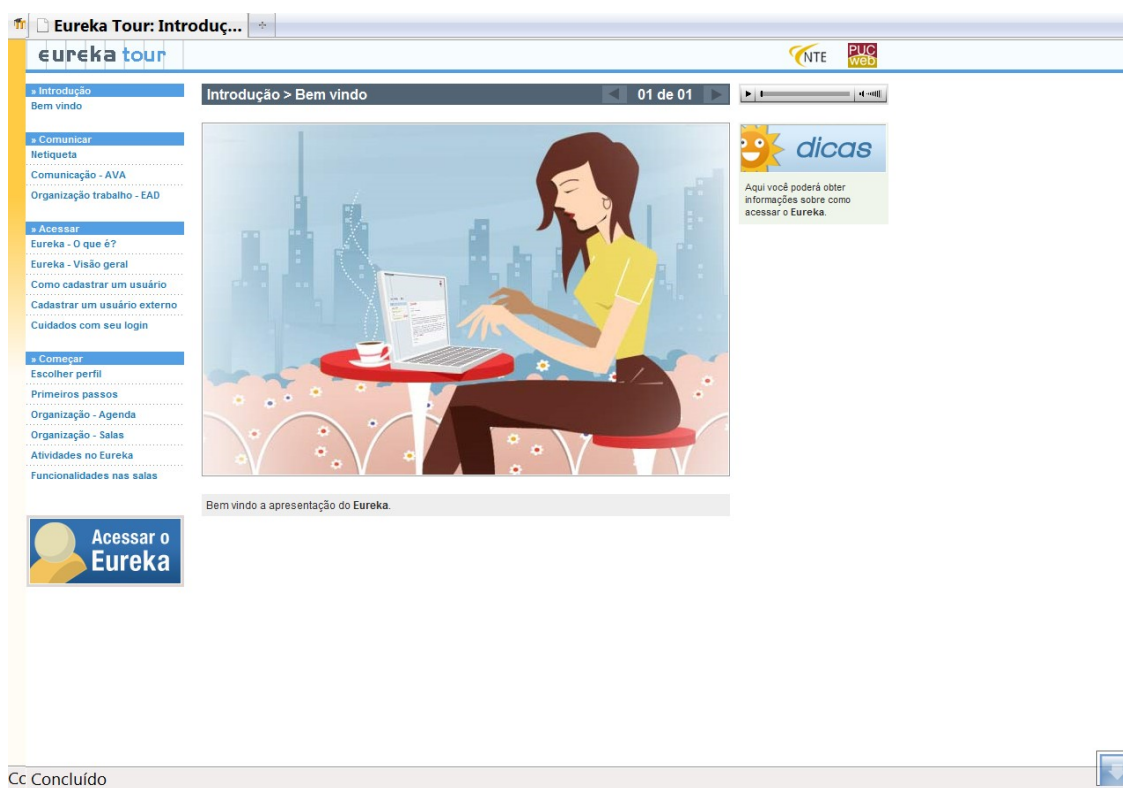 Eureka Tour: Introduç...
eureka tour
NTE
PUC
web
» Introdução
Bem vindo
» Comunicar
Netiqueta
Comunicação - AVA
Organização trabalho - EAD
» Acessar
Eureka - O que è?
Eureka - Visão geral
Como cadastrar um usuário
Cadastrar um usuário externo
Cuidados com seu login
» Começar
Escolher perfil
Primeiros passos
Organização - Agenda
Organização - Salas
Atividades no Eureka
Funcionalidades nas salas
Acessar o
Eureka
Introdução > Bem vindo
01 de 01
Bem vindo a apresentação do Eureka.
dicas
Aqui você poderá obter
informações sobre como
acessar o Eureka.
Cc Concluído